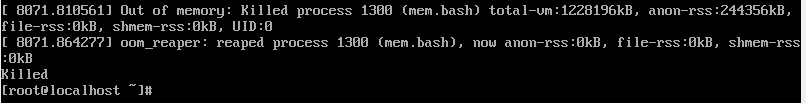 [ 8071.810561] Out of memory: Killed process 1300 (mem.bash) total-vm:1228196kB, anon-rss:244356kB,
file-rss:0kB, shmem-rss:0kB, UID:0
[ 8071.864277] oom_reaper: reaped process 1300 (mem.bash), now anon-rss:0kB, file-rss:0kB, shmem-rss
:0kB
Killed
[root@localhost ~]#